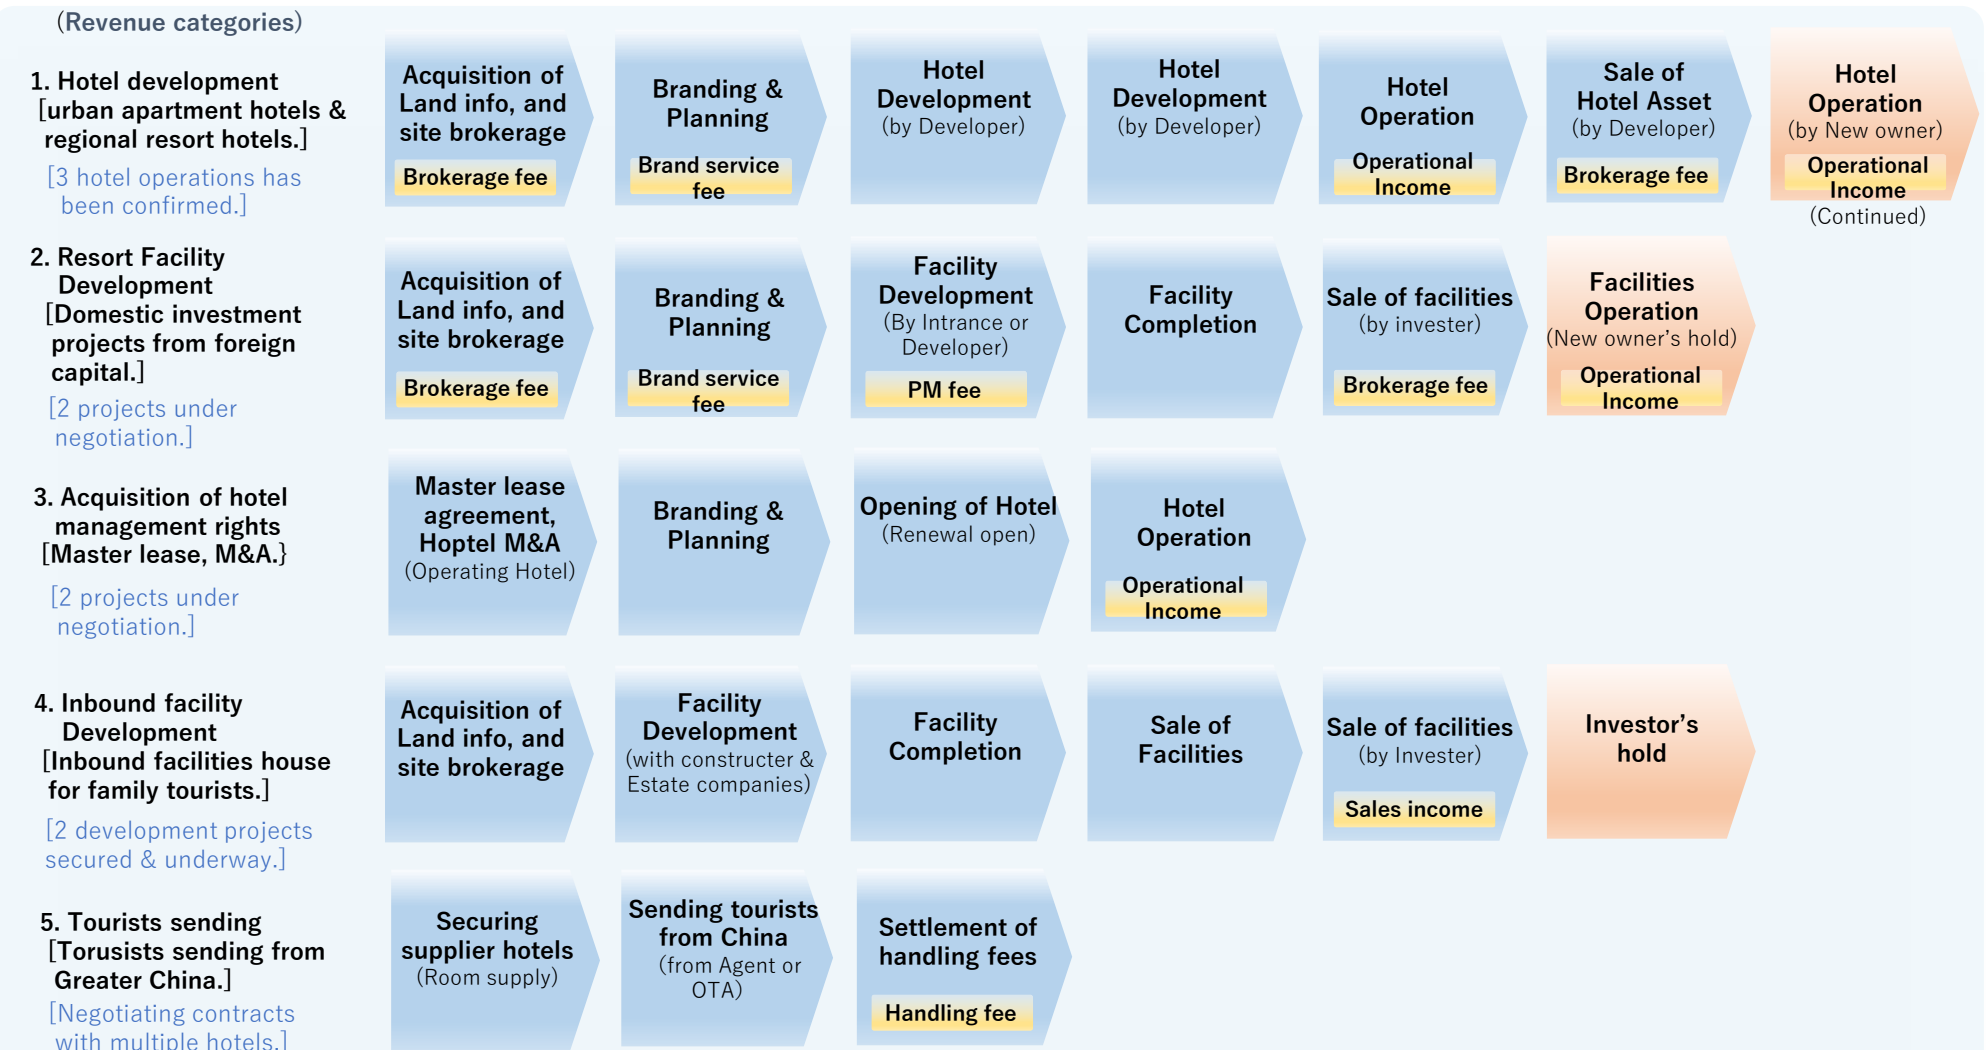 (Revenue categories)
1. Hotel development
[urban apartment hotels &
regional resort hotels.]
[3 hotel operations has
been confirmed.]
Acquisition of
Land info, and
site brokerage
Brokerage fee
Branding &
Planning
Brand service
fee
Hotel
Development
(by Developer)
Hotel
Development
(by Developer)
Hotel
Operation
Operational
Income
Sale of
Hotel Asset
(by Developer)
Brokerage fee
Hotel
Operation
(by New owner)
Operational
Income
(Continued)
2. Resort Facility
Development
[Domestic investment
projects from foreign
capital.]
[2 projects under
negotiation.]
Acquisition of
Land info, and
site brokerage
Brokerage fee
Branding &
Planning
Brand service
fee
Facility
Development
(By Intrance or
Developer)
PM fee
Facility
Completion
Sale of facilities
(by invester)
Brokerage fee
Facilities
Operation
(New owner’s hold)
Operational
Income
3. Acquisition of hotel
management rights
[Master lease, M&A.}
[2 projects under
negotiation.]
Master lease
agreement,
Hoptel M&A
(Operating Hotel)
Branding &
Planning
Opening of Hotel
(Renewal open)
Hotel
Operation
Operational
Income
4. Inbound facility
Development
[Inbound facilities house
for family tourists.]
[2 development projects
secured & underway.]
Acquisition of
Land info, and
site brokerage
Facility
Development
(with constructer &
Estate companies)
Facility
Completion
Sale of
Facilities
Sale of facilities
(by Invester)
Sales income
Investor’s
hold
5. Tourists sending
[Torusists sending from
Greater China.]
[Negotiating contracts
with multiple hotels.]
Securing
supplier hotels
(Room supply)
Sending tourists
from China
(from Agent or
OTA)
Settlement of
handling fees
Handling fee